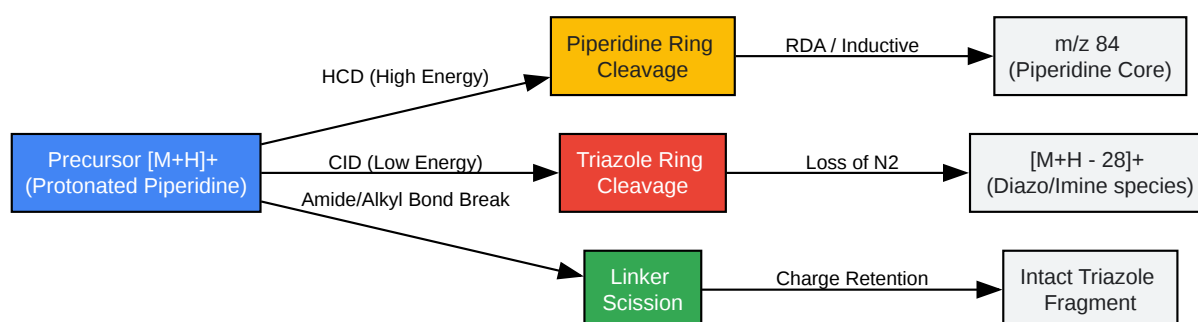 Piperidine Ring
Cleavage
RDA / Inductive
m/z 84
(Piperidine Core)
HCD (High Energy)
Precursor [M+H]+
(Protonated Piperidine)
CID (Low Energy)
Triazole Ring
Cleavage
Loss of N2
[M+H - 28]+
(Diazo/Imine species)
Amide/Alkyl Bond Break
Linker
Scission
Charge Retention
Intact Triazole
Fragment